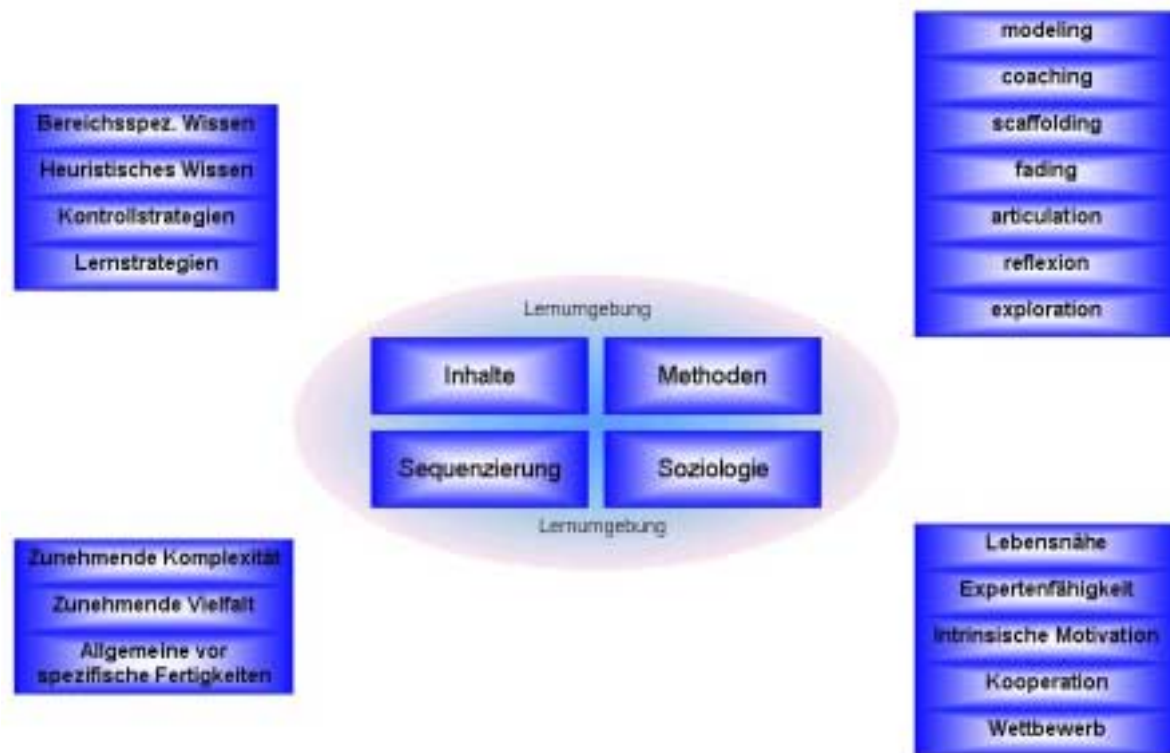 modeling
coaching
scaffolding
fading
articulation
reflexion
exploration
Bereichsspez. Wissen
Heuristisches Wissen
Kontrollstrategien
Lernstrategien
Lernumgebung
Inhalte
Methoden
Sequenzierung
Soziologie
Lernumgebung
Zunehmende Komplexität
Zunehmende Vielfalt
Allgemeine vor
spezifische Fertigkeiten
Lebensnähe
Expertenfähigkeit
Intrinsische Motivation
Kooperation
Wettbewerb